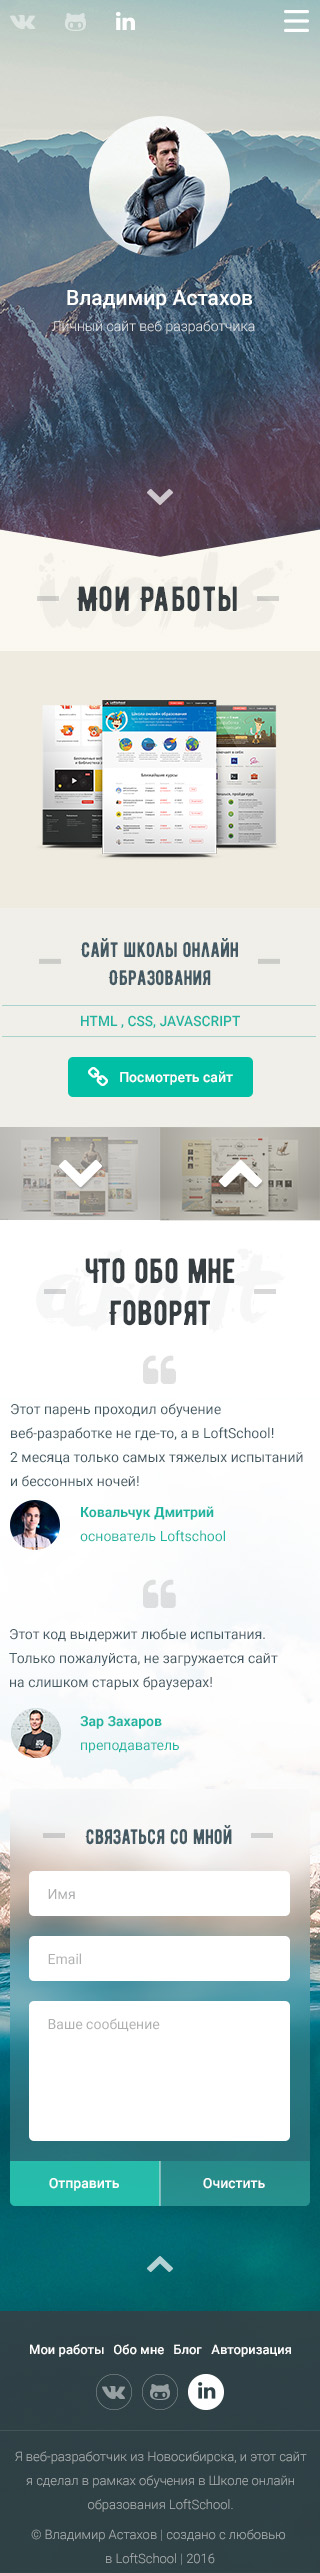 Владимир Астахов
Личный сайт веб разработчика
works
Мои работы
Сайт школы онлайн
образования
HTML , CSS, JAVASCRIPT
Посмотреть сайт
about
Что обо мне
говорят
Этот парень проходил обучение
веб-разработке не где-то, а в LoftSchool!
2 месяца только самых тяжелых испытаний
и бессонных ночей!
Ковальчук Дмитрий
основатель Loftschool
Этот код выдержит любые испытания.
Только пожалуйста, не загружается сайт
на слишком старых браузерах!
Зар Захаров
преподаватель
Связаться со мной
Имя
Email
Ваше сообщение
Отправить
Очистить
Мои работы Обо мне Блог Авторизация
Я веб-разработчик из Новосибирска, и этот сайт
я сделал в рамках обучения в Школе онлайн
образования LoftSchool.
© Владимир Астахов | создано с любовью
в LoftSchool | 2016